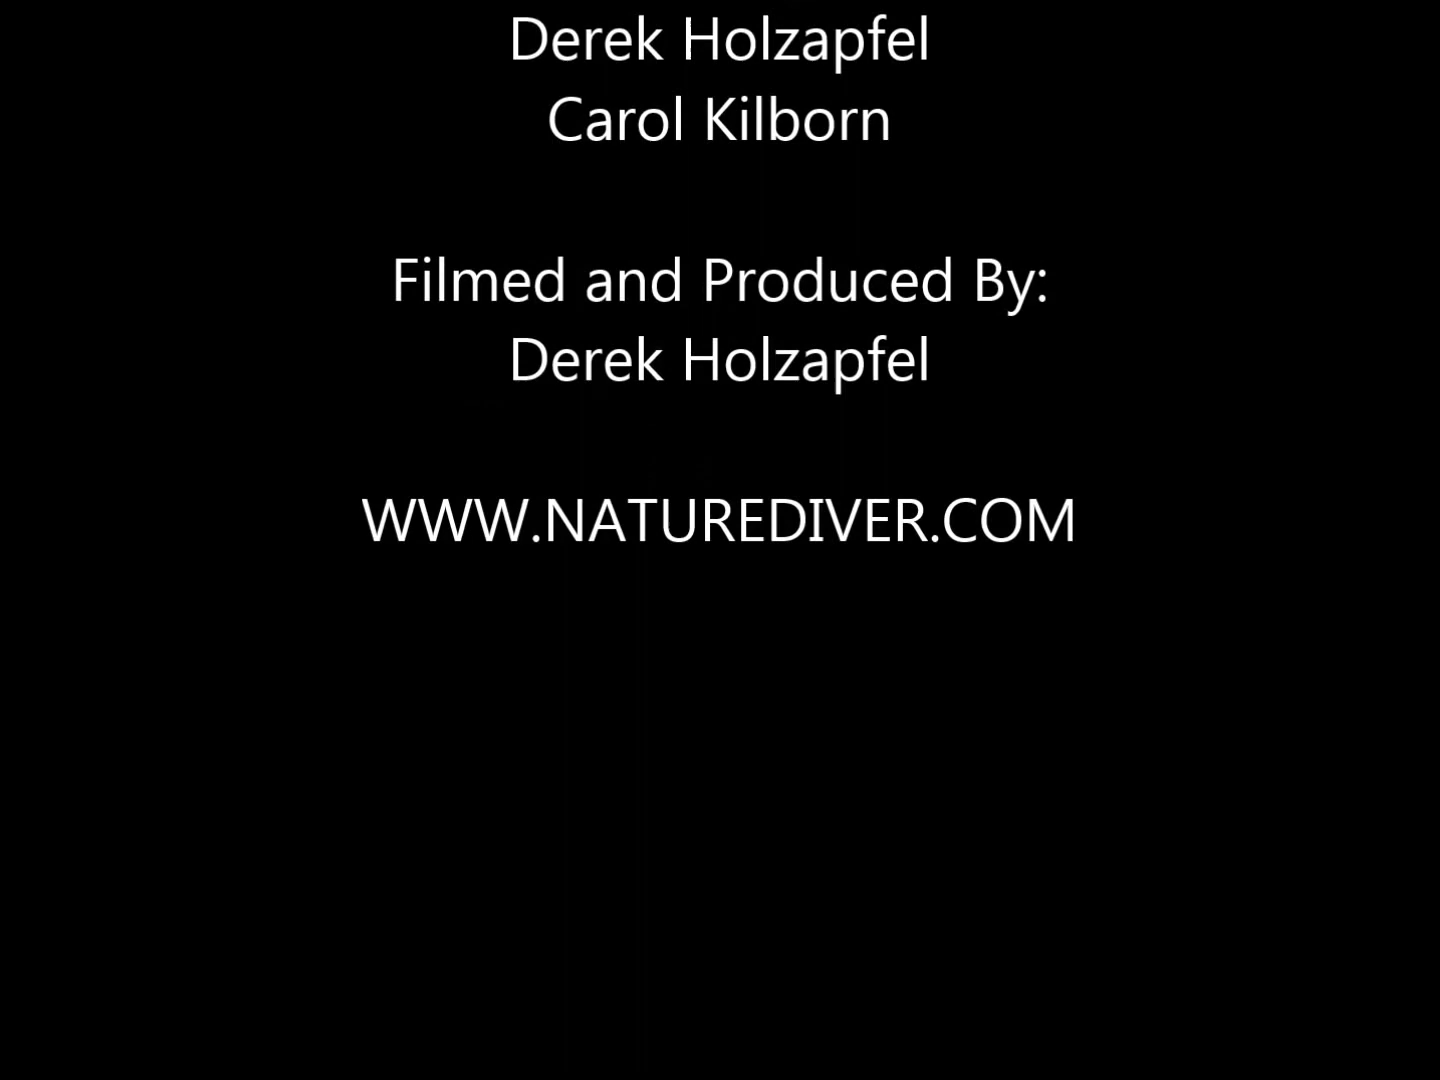 Derek Holzapfel
Carol Kilborn
Filmed and Produced By:
Derek Holzapfel
WWW.NATUREDIVER.COM